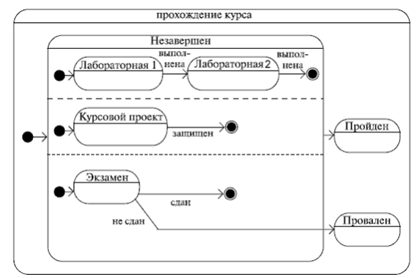 прохождение курса
Незавершен
Лабораторная 1
выпол-
нена
Лабораторная 2
выпол-
нена
Курсовой проект
защищен
Пройден
Экзамен
сдан
не сдан
Провален